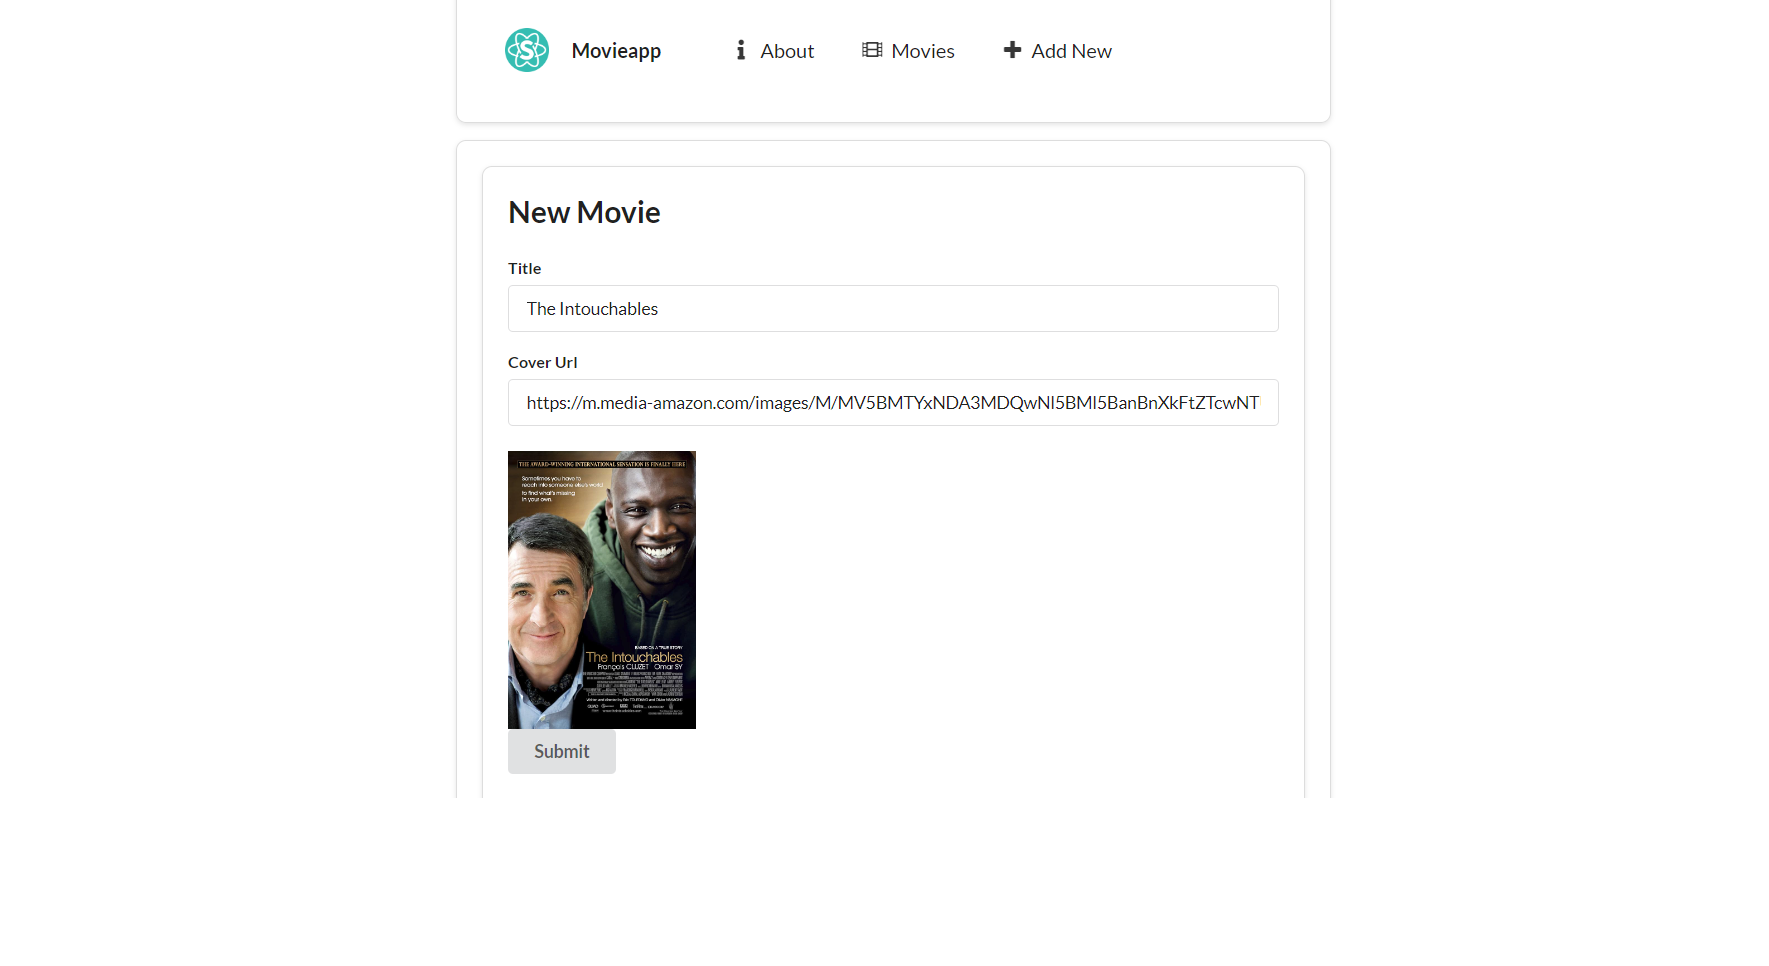 S
Movieapp
About
Movies
Add New
New Movie
Title
The Intouchables
Cover Url
https://m.media-amazon.com/images/M/MV5BMTYxNDA3MDQwNl5BMl5BanBnXkFtZTcwNT
THE AWARD-WINNING INTERNATIONAL SENSATION IS FINALLY HERE
Sometimes you have to
reach into someone else's world
to find what's missing
in your own.
BASED ON A TRUE STORY
The Intouchables
François CLUZET Omar SY
Submit